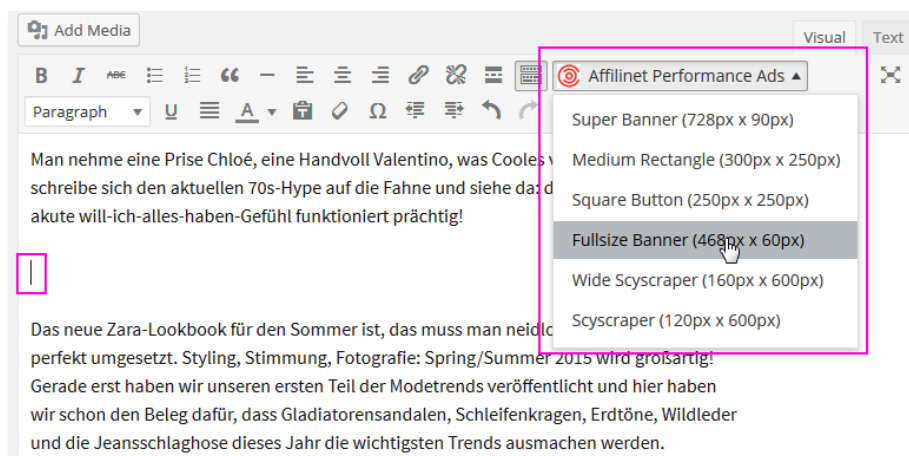 Add Media
Visual
Text
B I ABC
Affilinet Performance Ads
Paragraph
U
A
Ω
Super Banner (728px x 90px)
Medium Rectangle (300px x 250px)
Square Button (250px x 250px)
Fullsize Banner (468px x 60px)
Wide Scyscraper (160px x 600px)
Scyscraper (120px x 600px)
Man nehme eine Prise Chloé, eine Handvoll Valentino, was Cooles
schreibe sich den aktuellen 70s-Hype auf die Fahne und siehe da:
akute will-ich-alles-haben-Gefühl funktioniert prächtig!
Das neue Zara-Lookbook für den Sommer ist, das muss man
perfekt umgesetzt. Styling, Stimmung, Fotografie: Spring/Summer 2015 wird großartig!
Gerade erst haben wir unseren ersten Teil der Modetrends veröffentlicht und hier haben
wir schon den Beleg dafür, dass Gladiatorensandalen, Schleifenkragen, Erdtöne, Wildleder
und die Jeansschlaghose dieses Jahr die wichtigsten Trends ausmachen werden.